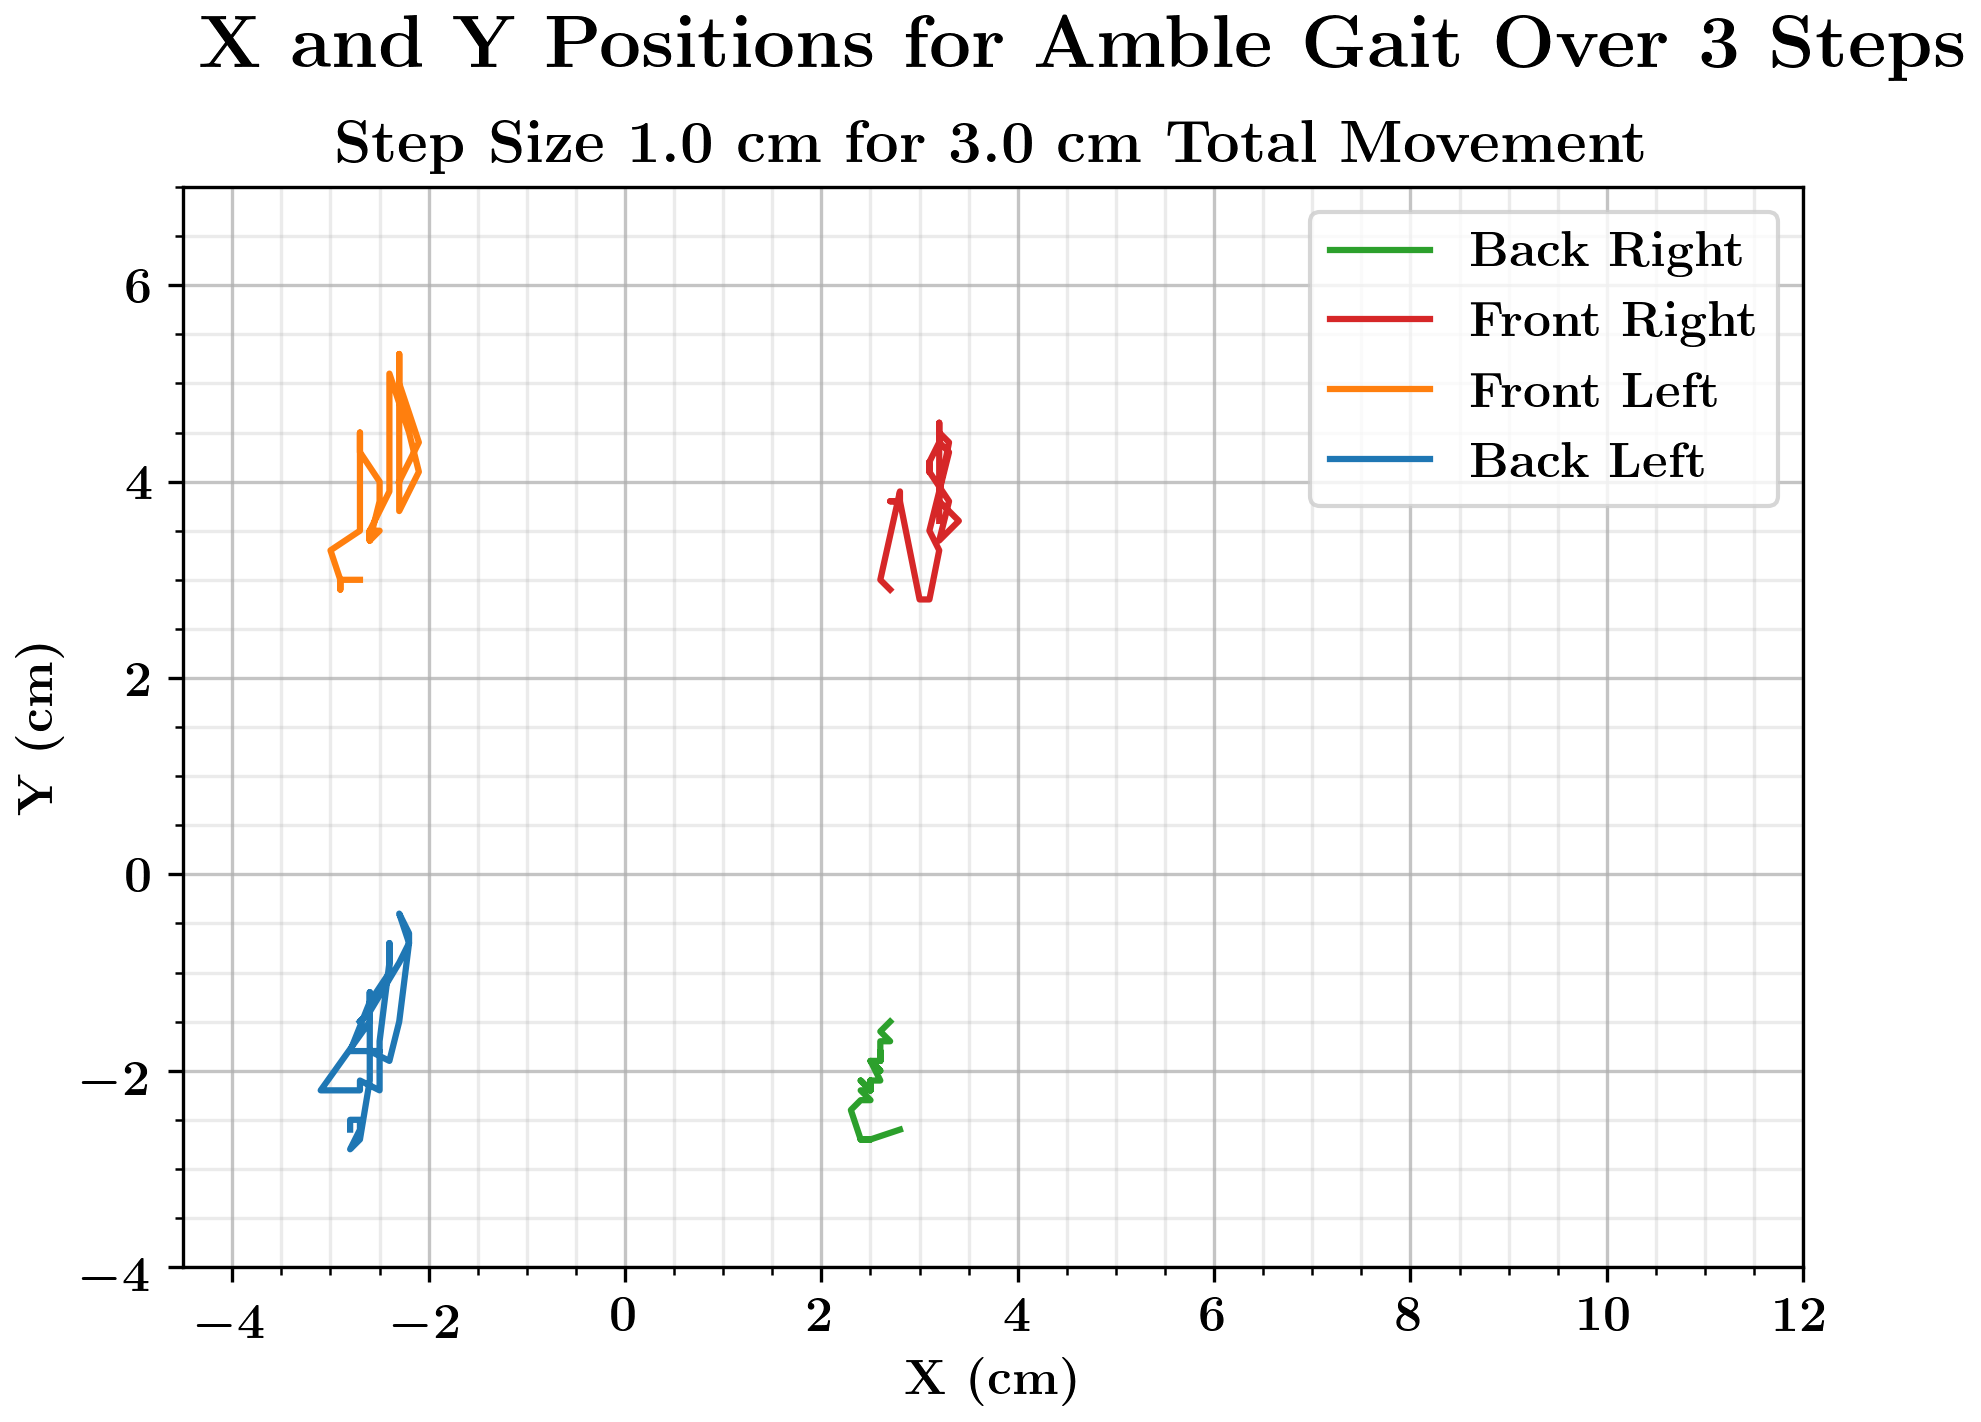 X and Y Positions for Amble Gait Over 3 Steps
Step Size 1.0 cm for 3.0 cm Total Movement
Back Right
Front Right
Front Left
Back Left
6
4
2
0
−2
−4
Y (cm)
−4 −2 0 2 4 6 8 10 12
X (cm)